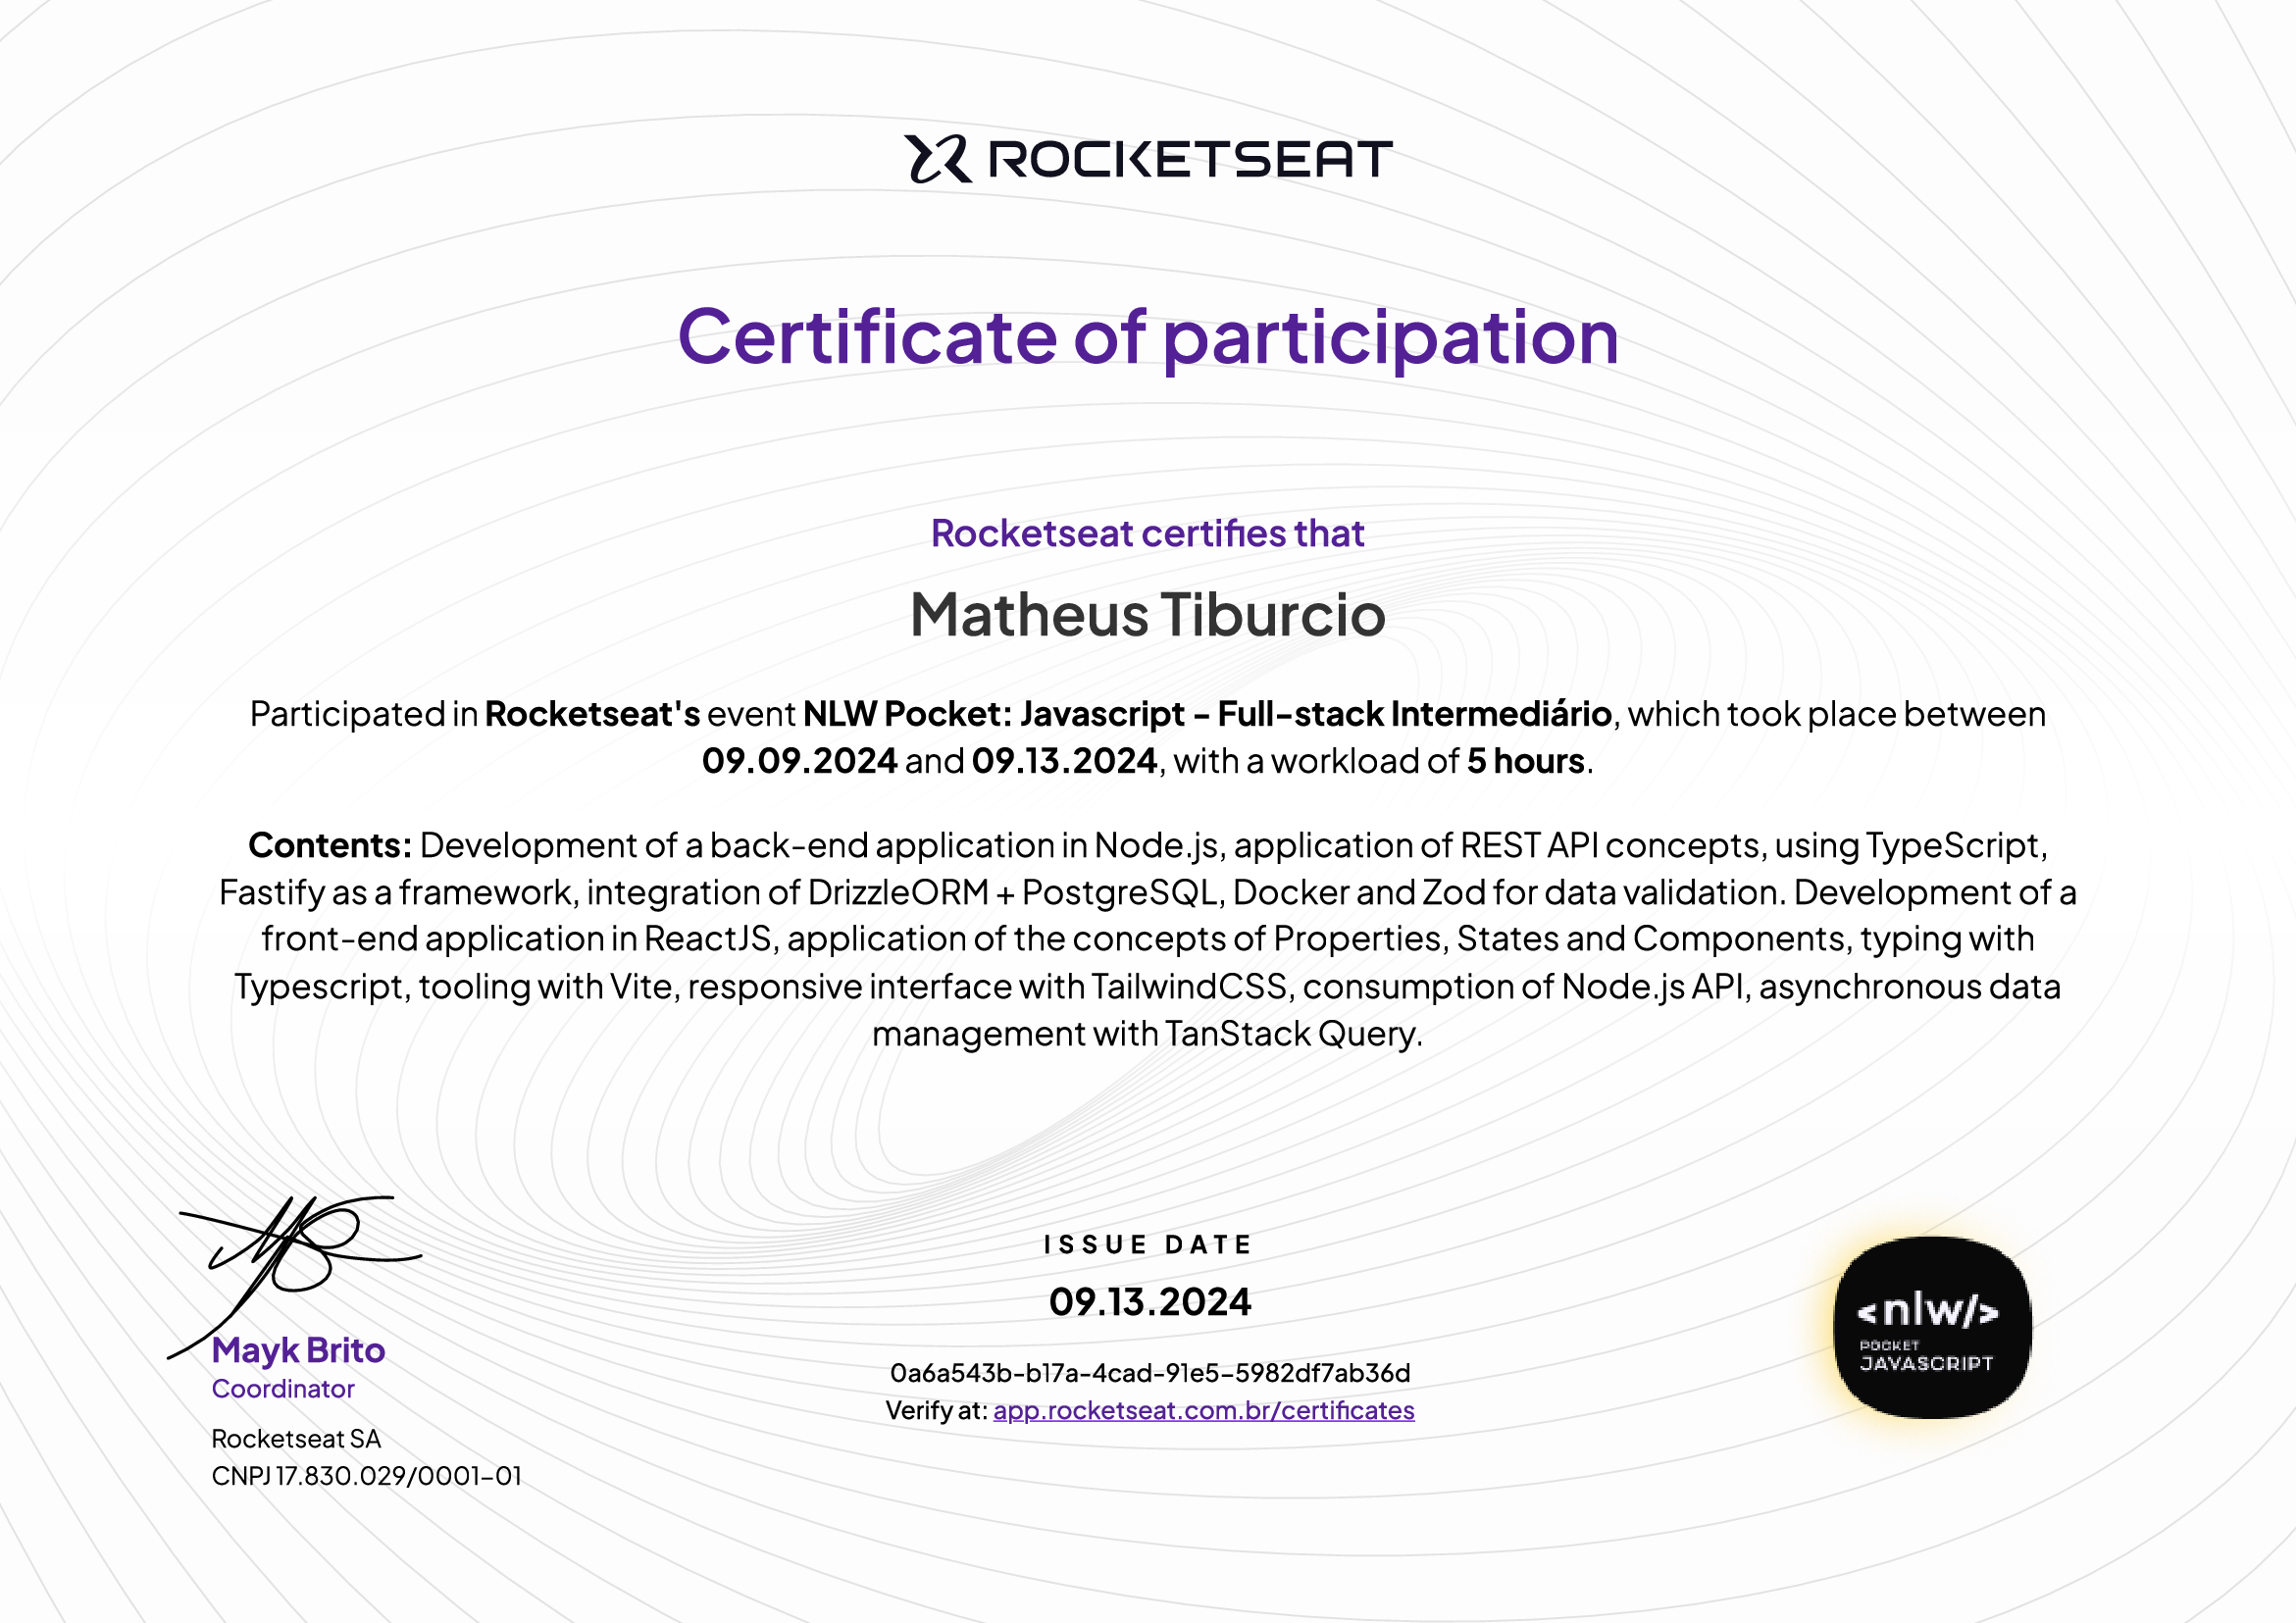 ROCKETSEAT
Certificate of participation
Rocketseat certifies that
Matheus Tiburcio
Participated in Rocketseat's event NLW Pocket: Javascript - Full-stack Intermediário, which took place between
09.09.2024 and 09.13.2024, with a workload of 5 hours.
Contents: Development of a back-end application in Node.js, application of REST API concepts, using TypeScript,
Fastify as a framework, integration of DrizzleORM + PostgreSQL, Docker and Zod for data validation. Development of a
front-end application in ReactJS, application of the concepts of Properties, States and Components, typing with
Typescript, tooling with Vite, responsive interface with TailwindCSS, consumption of Node.js API, asynchronous data
management with TanStack Query.
Mayk Brito
Coordinator
Rocketseat SA
CNPJ 17.830.029/0001-01
ISSUE DATE
09.13.2024
0a6a543b-b17a-4cad-91e5-5982df7ab36d
Verify at: app.rocketseat.com.br/certificates
<nlw/>
POCKET
JAVASCRIPT